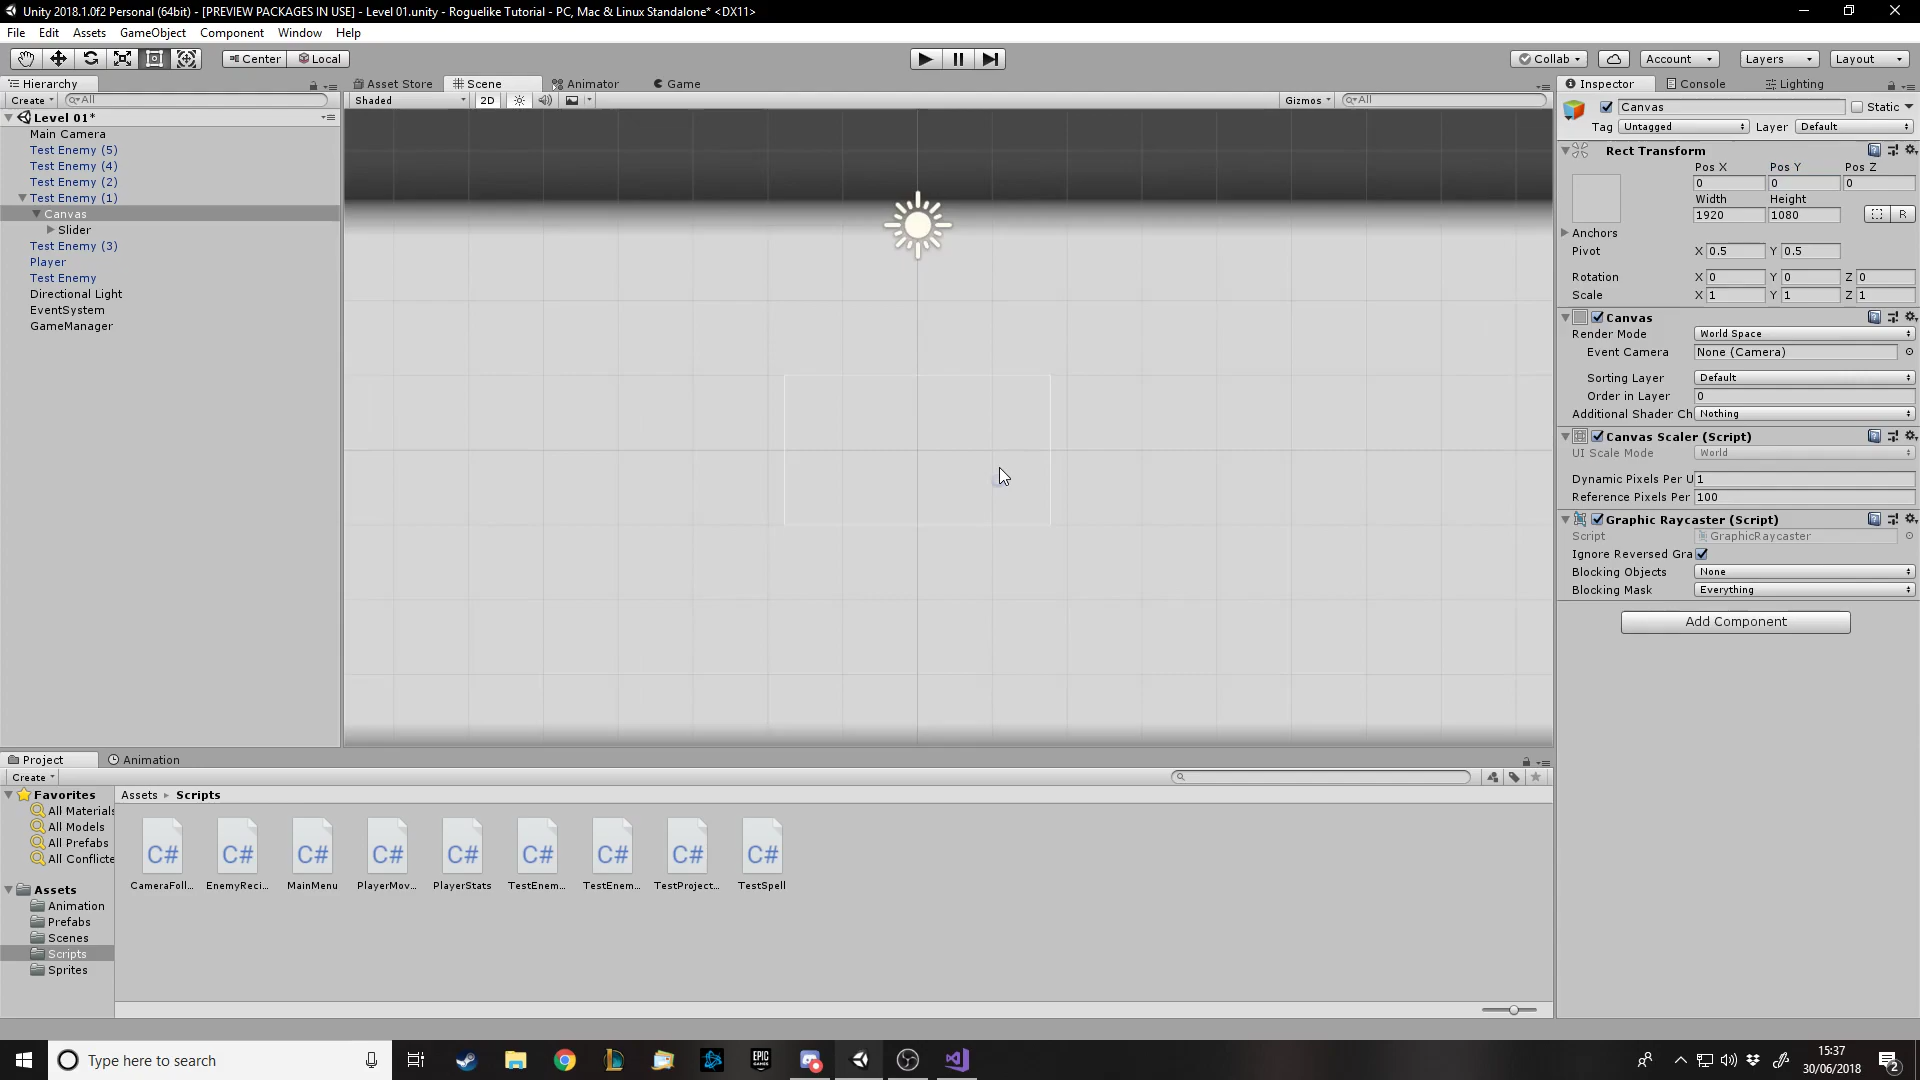 Unity 2018.1.0f2 Personal (64bit) - [PREVIEW PACKAGES IN USE] - Level 01.unity - Roguelike Tutorial - PC, Mac & Linux Standalone* <DX11>
File Edit Assets GameObject Component Window Help
Center Local Collab Account Layers Layout
Hierarchy Asset Store Scene Animator Game Inspector Console Lighting
Create All Shaded 2D Gizmos All
Canvas Static
Level 01*
Tag Untagged Layer Default
Main Camera
Test Enemy (5)
Test Enemy (4)
Test Enemy (2)
Test Enemy (1)
Canvas
Slider
Test Enemy (3)
Player
Test Enemy
Directional Light
EventSystem
GameManager
Rect Transform
Pos X Pos Y Pos Z
0 0 0
Width Height
1920 1080 R
Anchors
Pivot X 0.5 Y 0.5
Rotation X 0 Y 0 Z 0
Scale X 1 Y 1 Z 1
Canvas
Render Mode World Space
Event Camera None (Camera)
Sorting Layer Default
Order in Layer 0
Additional Shader Ch Nothing
Canvas Scaler (Script)
UI Scale Mode World
Dynamic Pixels Per U 1
Reference Pixels Per 100
Graphic Raycaster (Script)
Script GraphicRaycaster
Ignore Reversed Gra
Blocking Objects None
Blocking Mask Everything
Add Component
Project Animation
Create
Favorites
All Materials
All Models
All Prefabs
All Conflicte
Assets
Animation
Prefabs
Scenes
Scripts
Sprites
Assets Scripts
C# C# C# C# C# C# C# C# C#
CameraFoll... EnemyReci... MainMenu PlayerMov... PlayerStats TestEnem... TestEnem... TestProject... TestSpell
Type here to search
EPIC
GAMES
15:37
30/06/2018
2